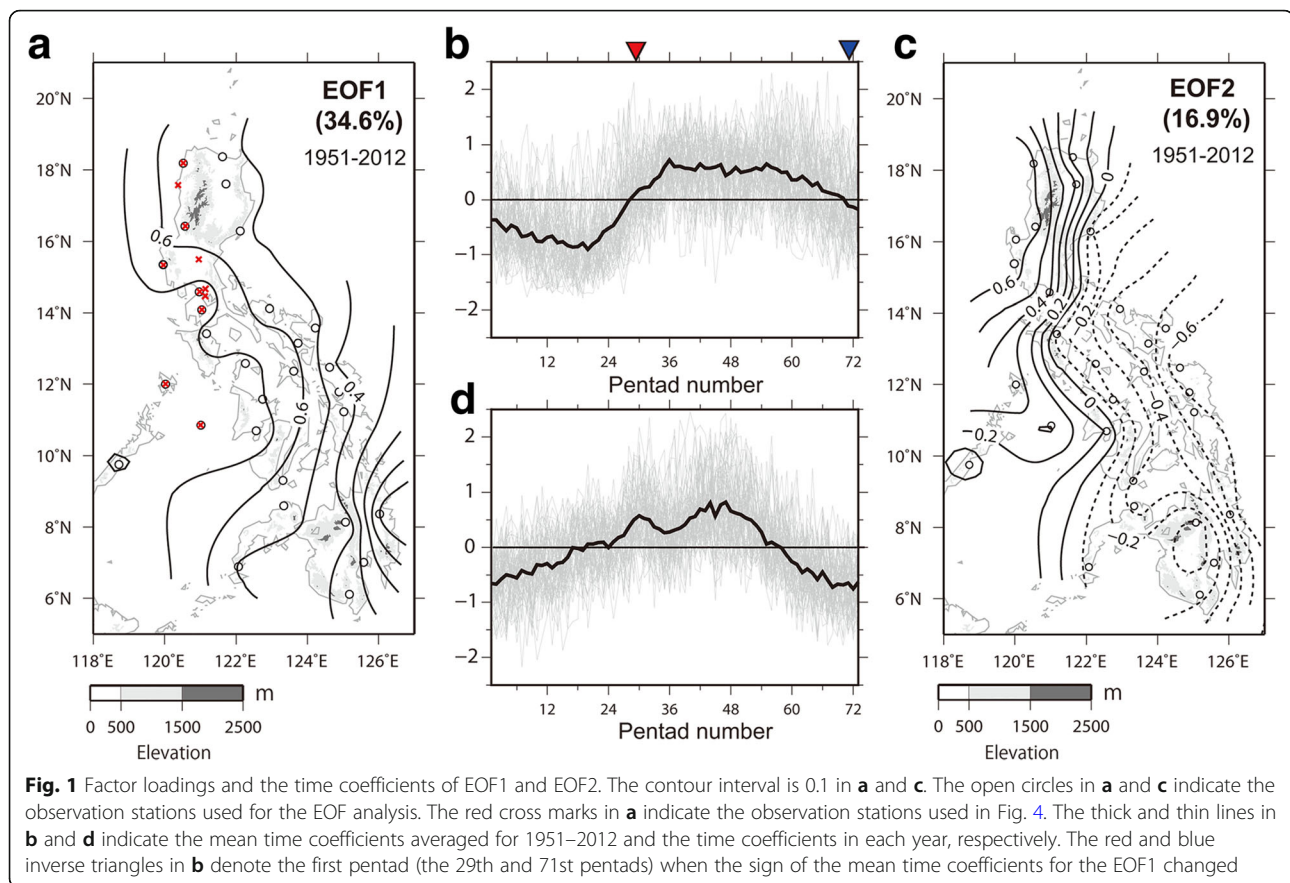 a
EOF1
(34.6%)
1951-2012
20˚N
18˚N
16˚N
14˚N
12˚N
10˚N
8˚N
6˚N
0.6
0.4
0.6
118˚E
120˚E
122˚E
124˚E
126˚E
m
0
500
1500
2500
Elevation
b
2
1
0
-1
-2
12
24
36
48
60
72
Pentad number
d
2
1
0
-1
-2
12
24
36
48
60
72
Pentad number
c
EOF2
(16.9%)
1951-2012
20˚N
18˚N
16˚N
14˚N
12˚N
10˚N
8˚N
6˚N
0
0.6
0.4
0.2
−0.2
−0.6
0
0.4
−0.2
−0.2
118˚E
120˚E
122˚E
124˚E
126˚E
m
0
500
1500
2500
Elevation
Fig. 1 Factor loadings and the time coefficients of EOF1 and EOF2. The contour interval is 0.1 in a and c. The open circles in a and c indicate the
observation stations used for the EOF analysis. The red cross marks in a indicate the observation stations used in Fig. 4. The thick and thin lines in
b and d indicate the mean time coefficients averaged for 1951–2012 and the time coefficients in each year, respectively. The red and blue
inverse triangles in b denote the first pentad (the 29th and 71st pentads) when the sign of the mean time coefficients for the EOF1 changed